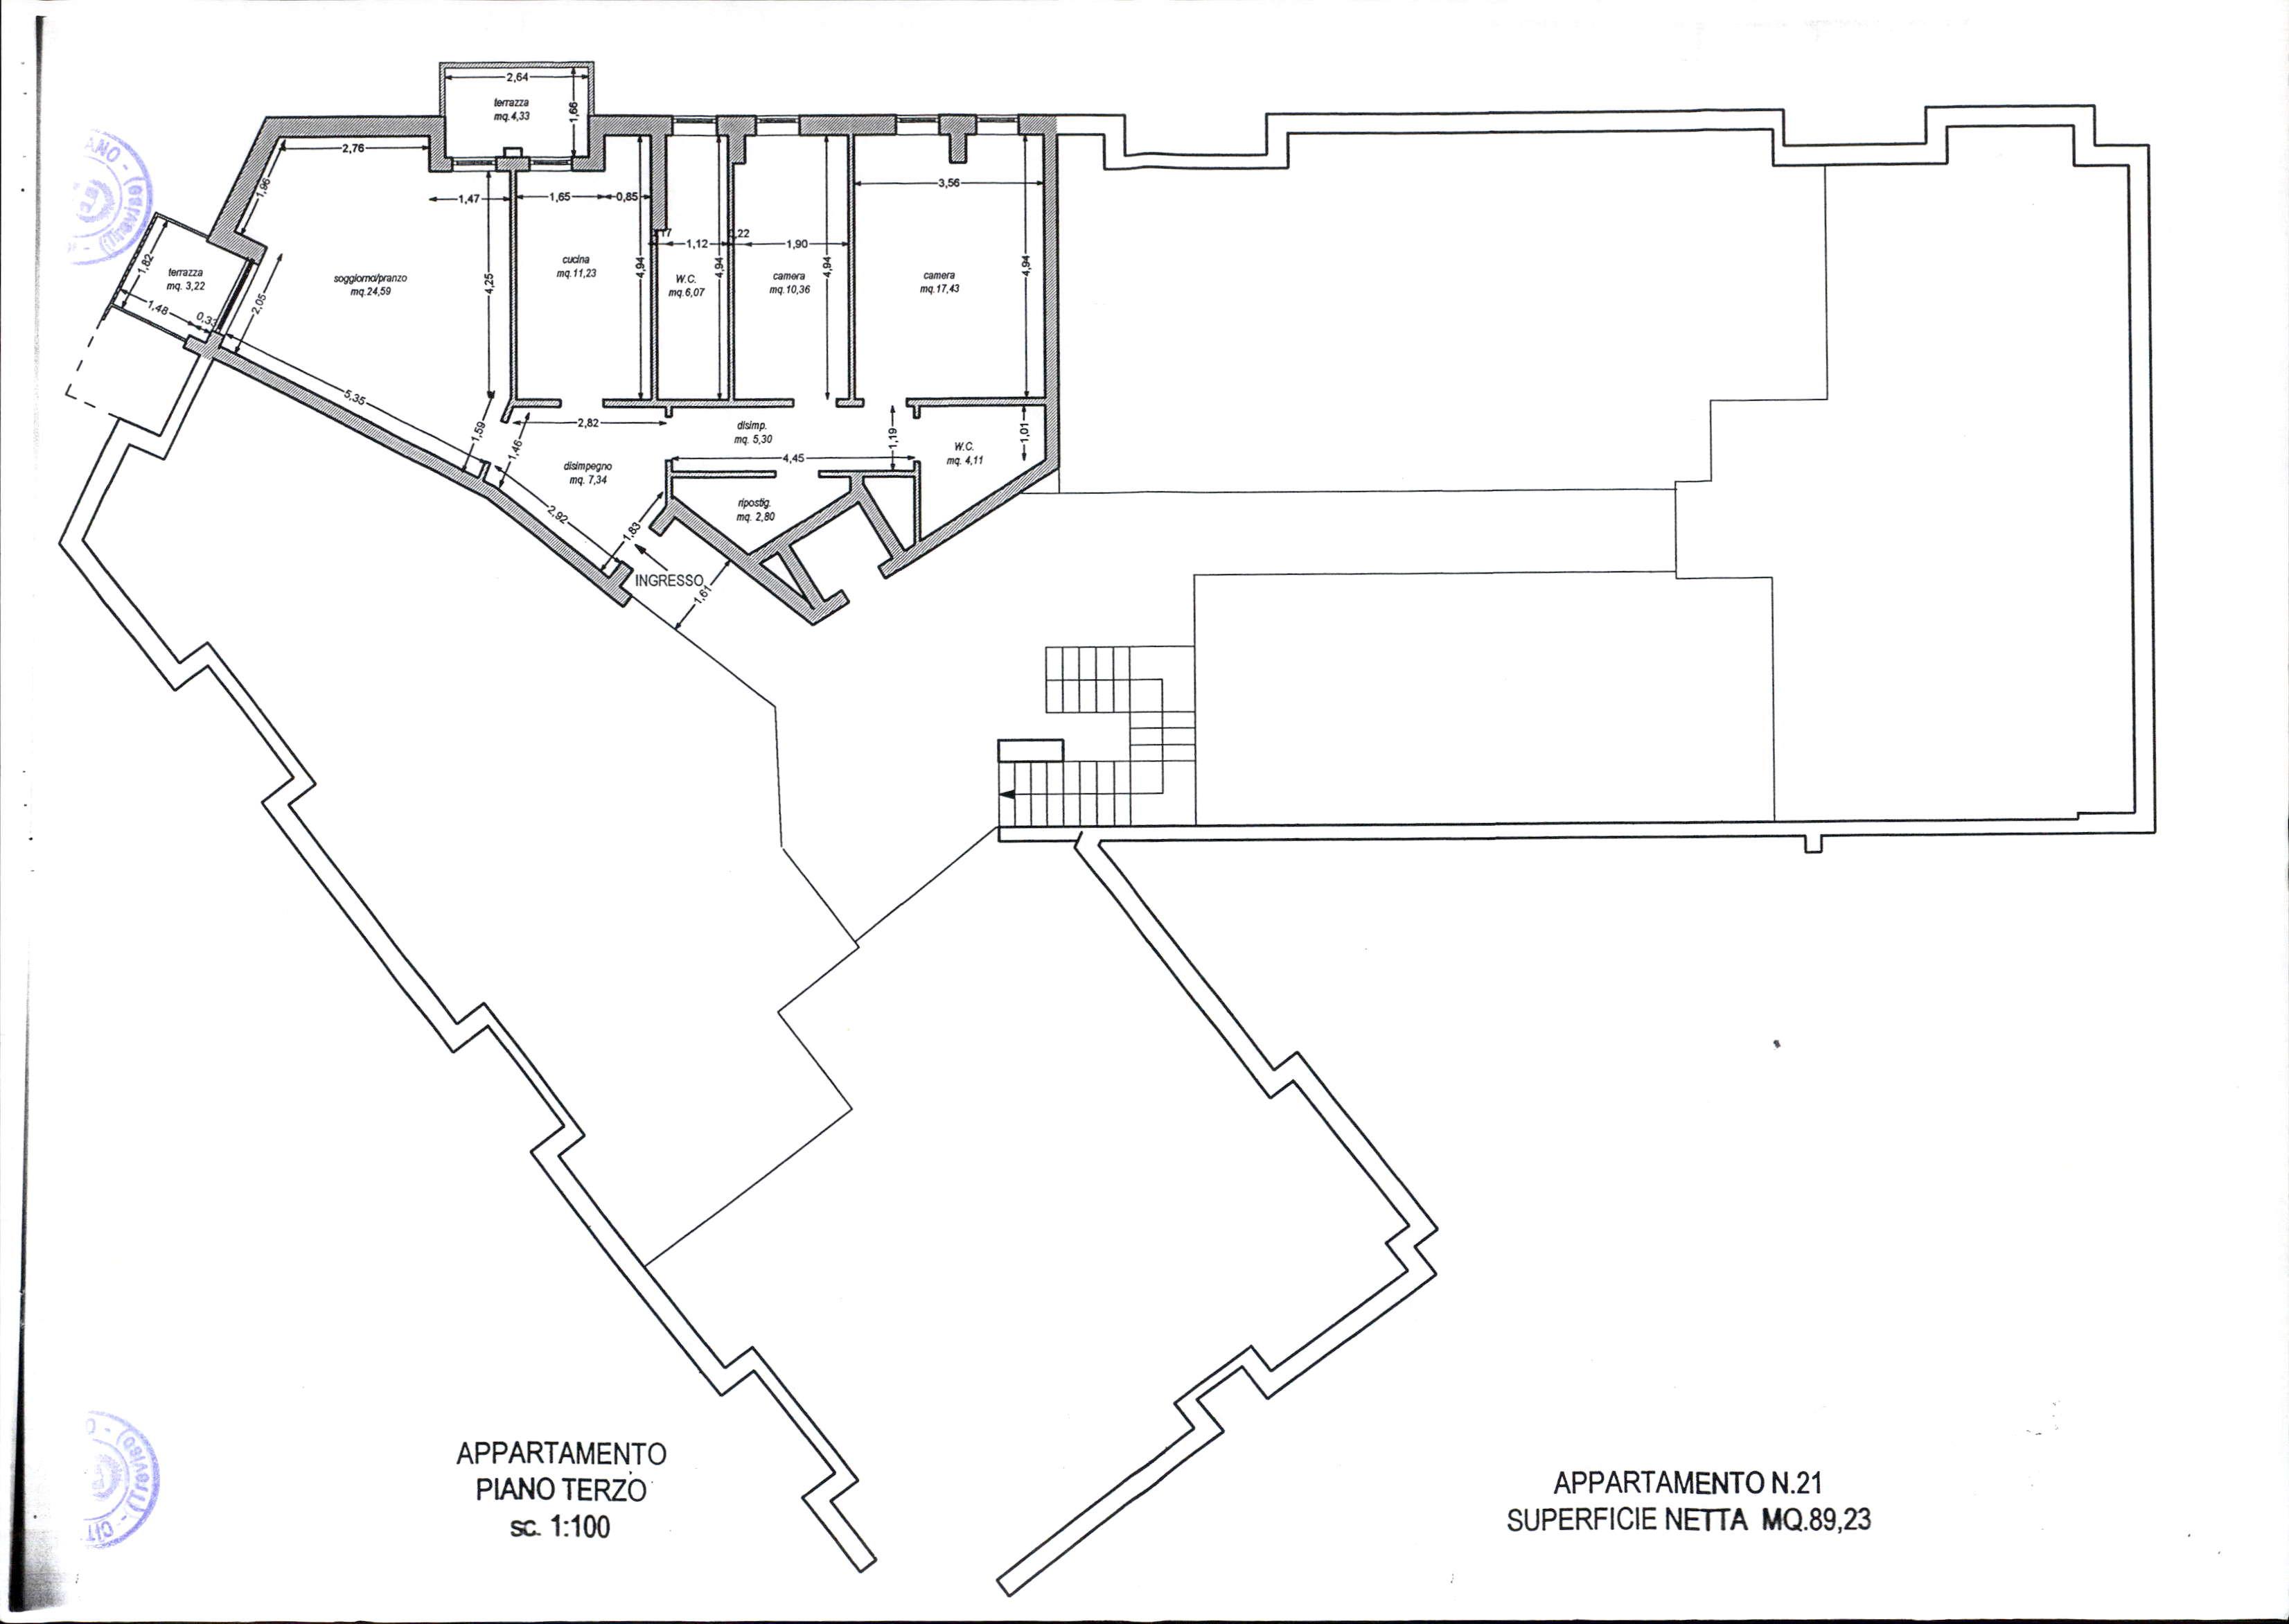 2,64
terrazza
mq.4,33
1,66
2,76
1,96
1,47
1,65
0,85
3,56
terrazza
mq. 3,22
1,82
1,48
0,33
2,05
soggiorno/pranzo
mq.24,59
4,25
cucina
mq.11,23
4,94
1,12
W.C.
mq.6,07
4,94
,22
1,90
camera
mq.10,36
4,94
camera
mq.17,43
4,94
5,35
1,59
1,46
2,82
disimp.
mq. 5,30
1,19
1,01
4,45
W.C.
mq. 4,11
disimpegno
mq. 7,34
ripostig.
mq. 2,80
2,92
1,83
INGRESSO
1,61
APPARTAMENTO
PIANO TERZO
sc. 1:100
APPARTAMENTO N.21
SUPERFICIE NETTA MQ.89,23